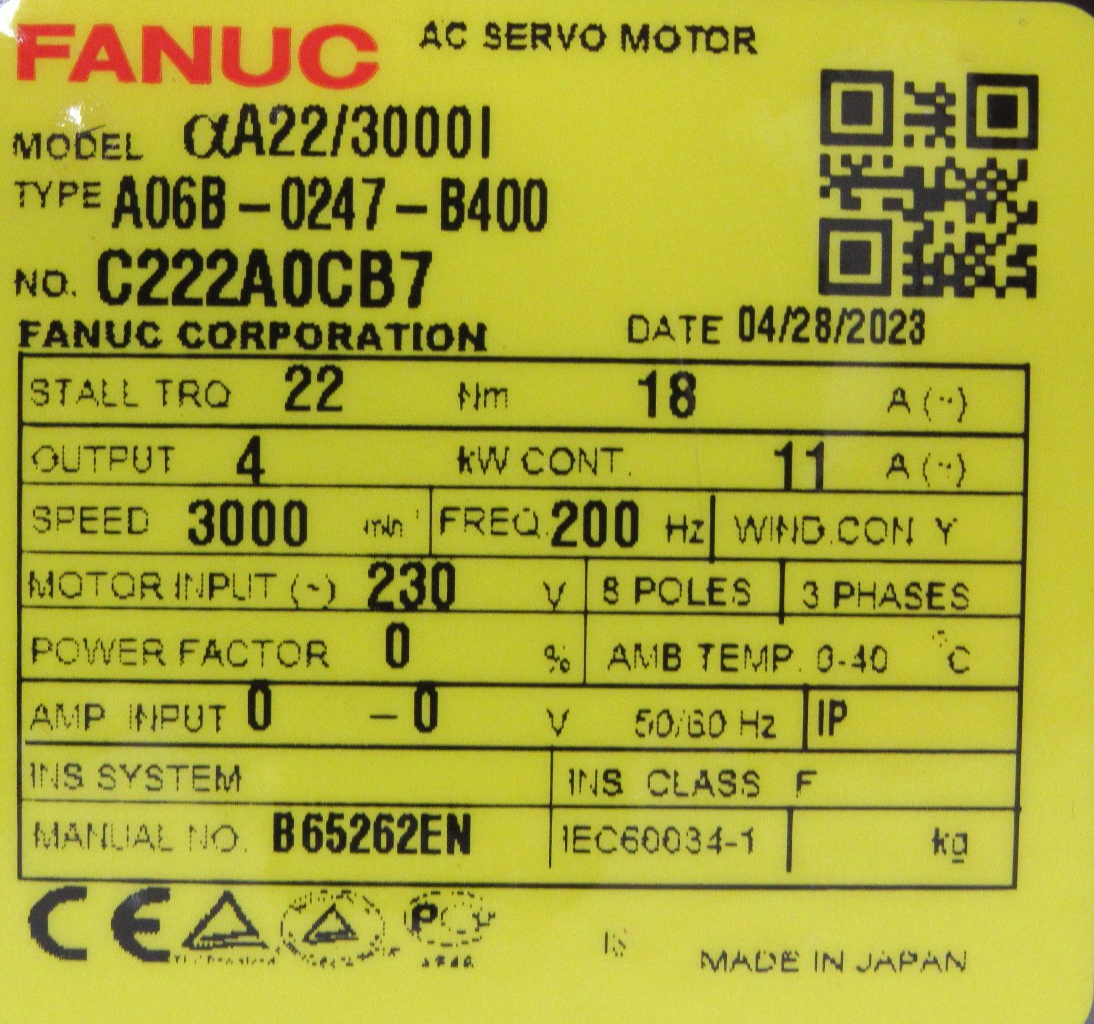 FANUC AC SERVO MOTOR
MODEL αA22/3000I
TYPE A06B-0247-B400
NO. C222A0CB7
FANUC CORPORATION DATE 04/28/2023
STALL TRQ 22 Nm 18 A (~)
OUTPUT 4 kW CONT. 11 A (~)
SPEED 3000 min FREQ. 200 Hz WIND.CON Y
MOTOR INPUT (~) 230 V 8 POLES 3 PHASES
POWER FACTOR 0 % AMB TEMP. 0-40 °C
AMP INPUT 0 - 0 V 50/60 Hz IP
INS SYSTEM INS CLASS F
MANUAL NO. B65262EN IEC60034-1 kg
CE
MADE IN JAPAN